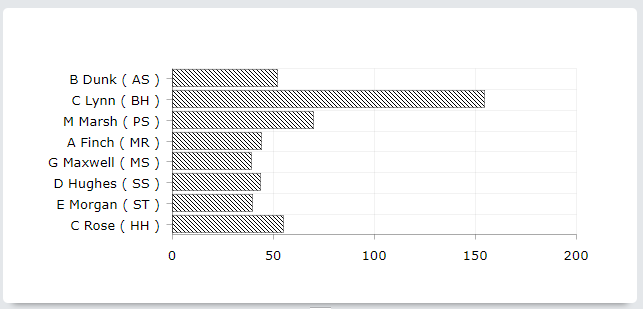 B Dunk ( AS )
C Lynn ( BH )
M Marsh ( PS )
A Finch ( MR )
G Maxwell ( MS )
D Hughes ( SS )
E Morgan ( ST )
C Rose ( HH )
0 50 100 150 200